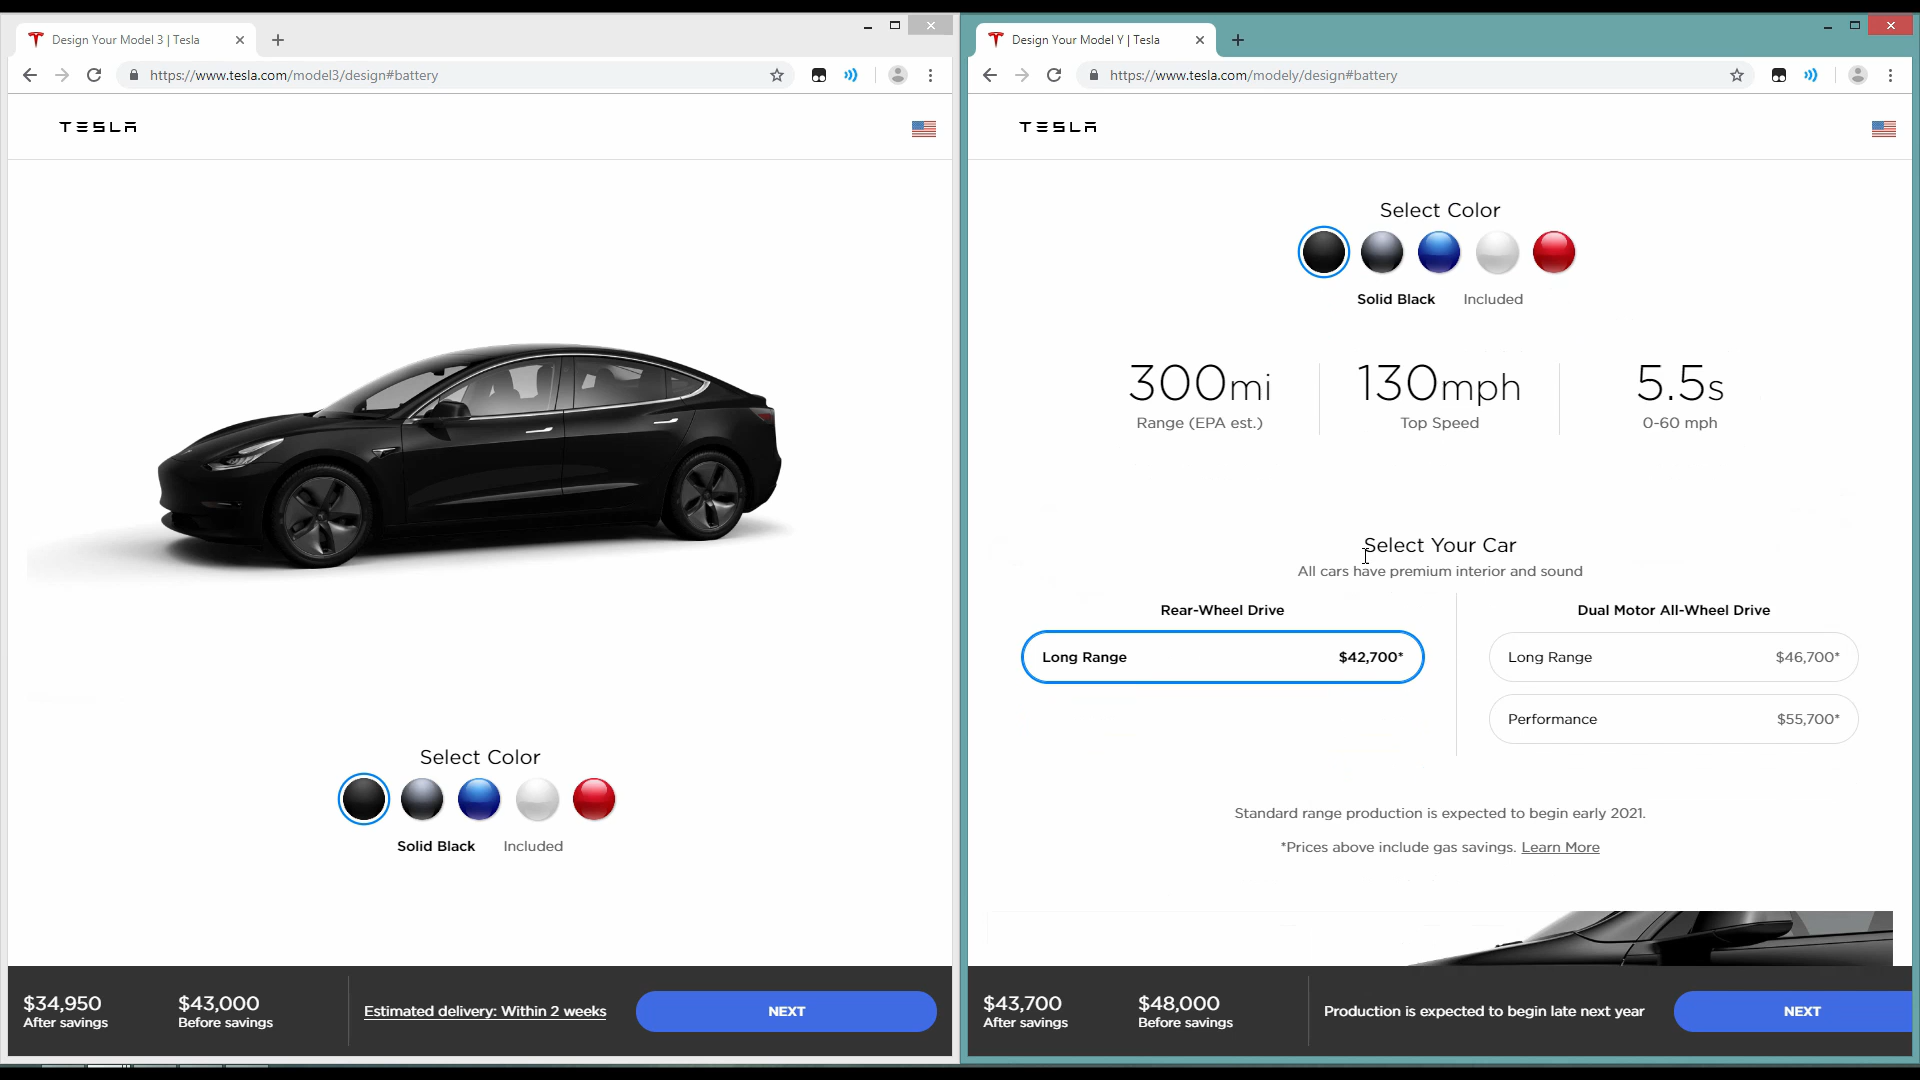 Design Your Model 3 | Tesla
https://www.tesla.com/model3/design#battery
TESLA
Select Color
Solid Black Included
$34,950
After savings
$43,000
Before savings
Estimated delivery: Within 2 weeks
NEXT
Design Your Model Y | Tesla
https://www.tesla.com/modely/design#battery
TESLA
Select Color
Solid Black Included
300mi
Range (EPA est.)
130mph
Top Speed
5.5s
0-60 mph
Select Your Car
All cars have premium interior and sound
Rear-Wheel Drive
Long Range $42,700*
Dual Motor All-Wheel Drive
Long Range $46,700*
Performance $55,700*
Standard range production is expected to begin early 2021.
*Prices above include gas savings. Learn More
$43,700
After savings
$48,000
Before savings
Production is expected to begin late next year
NEXT